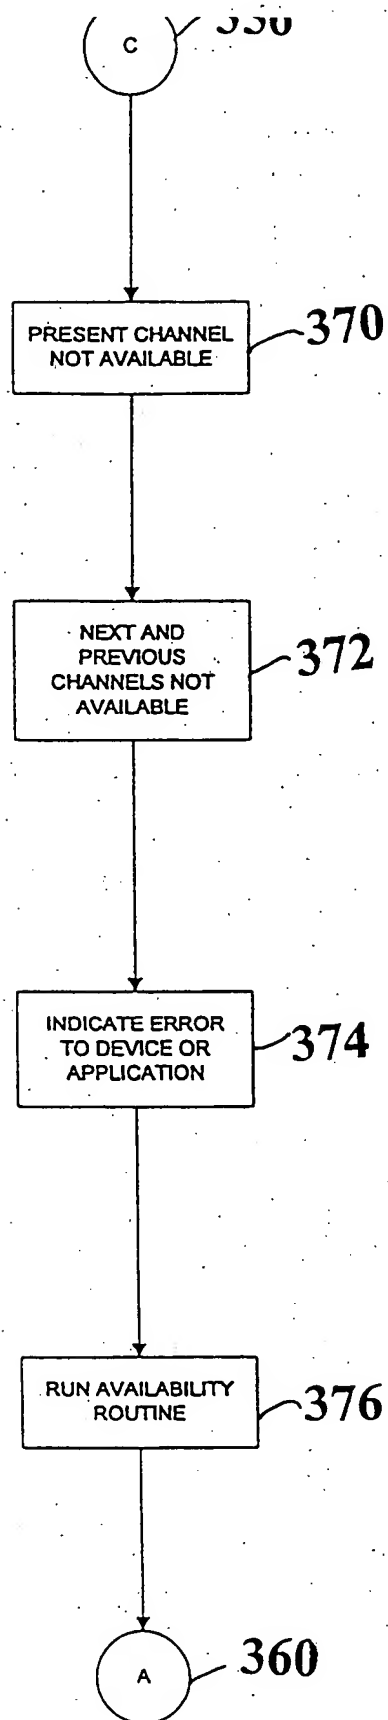 C
PRESENT CHANNEL
NOT AVAILABLE
370
NEXT AND
PREVIOUS
CHANNELS NOT
AVAILABLE
372
INDICATE ERROR
TO DEVICE OR
APPLICATION
374
RUN AVAILABILITY
ROUTINE
376
A
360